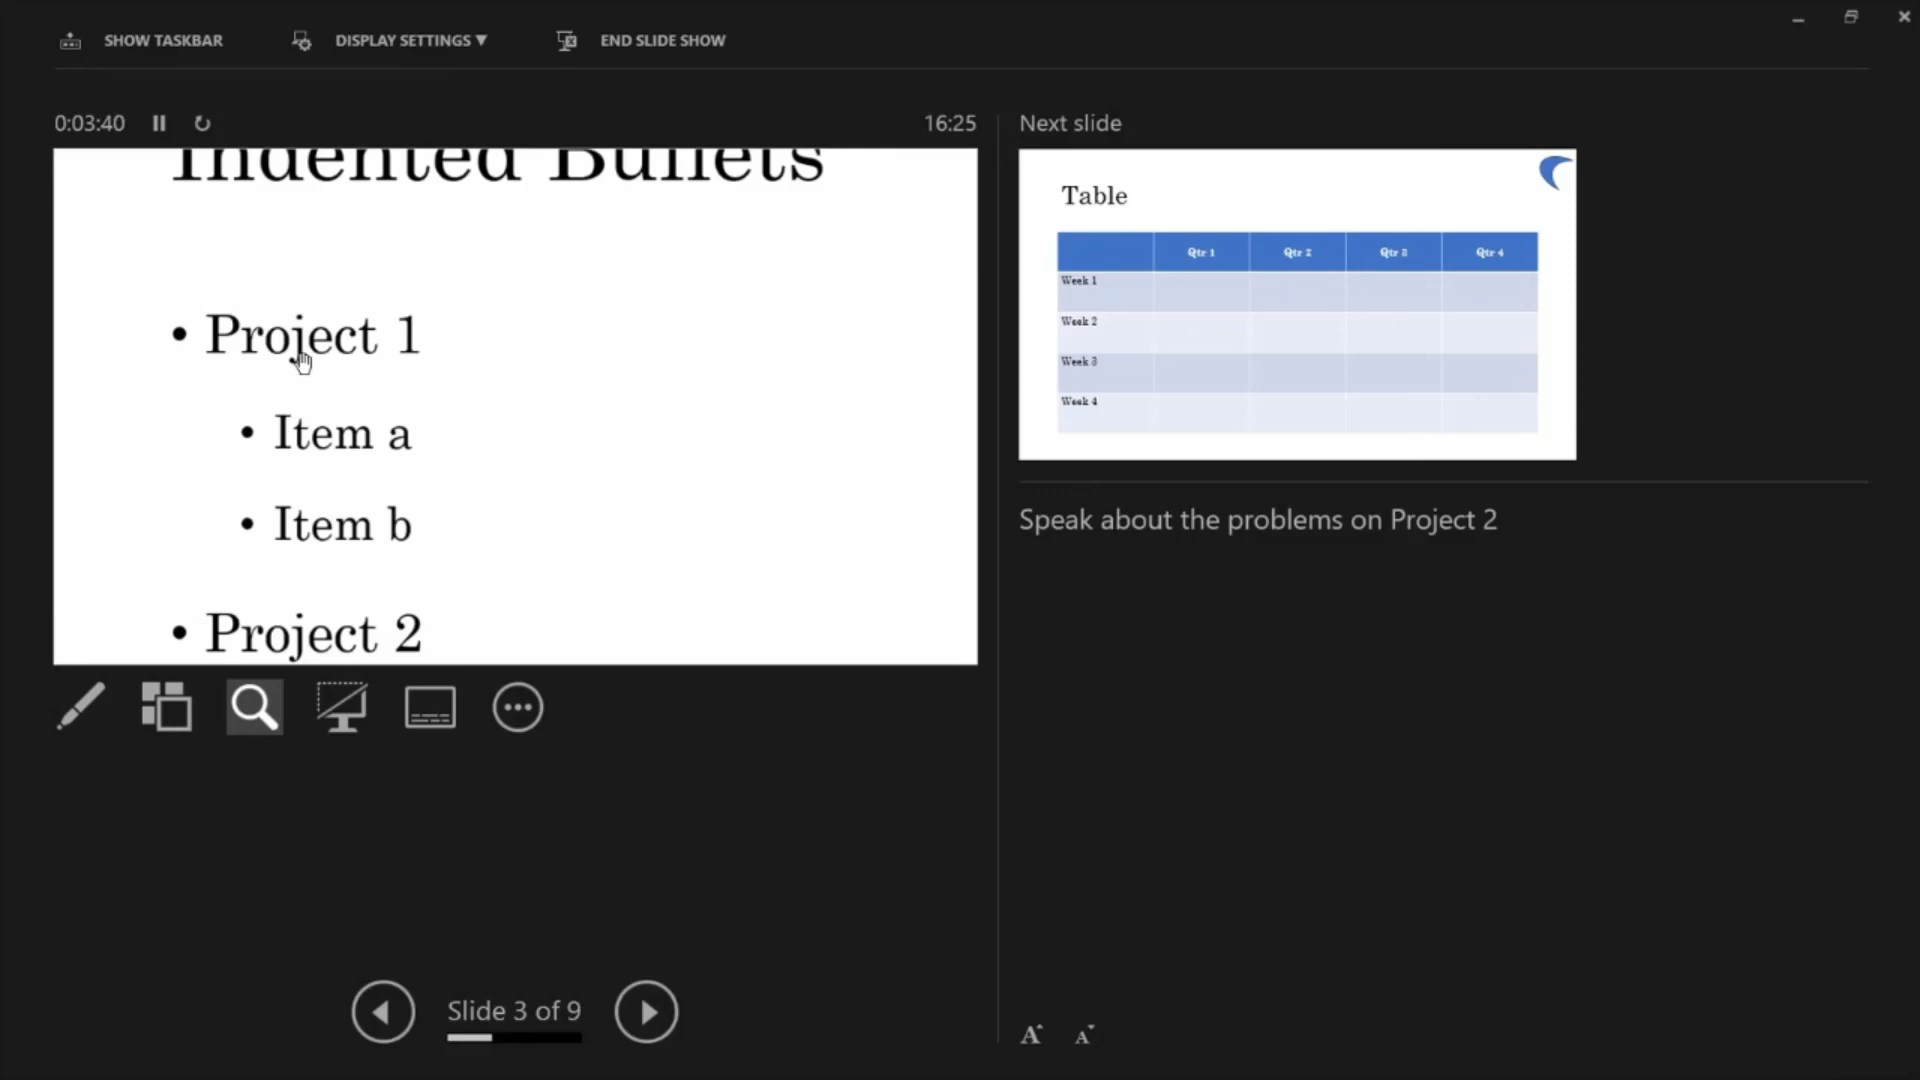 SHOW TASKBAR DISPLAY SETTINGS ▼ END SLIDE SHOW
0:03:40 16:25
Indented Bullets
• Project 1
• Item a
• Item b
• Project 2
Slide 3 of 9
Next slide
Table
Qtr 1 Qtr 2 Qtr 3 Qtr 4
Week 1
Week 2
Week 3
Week 4
Speak about the problems on Project 2
A A